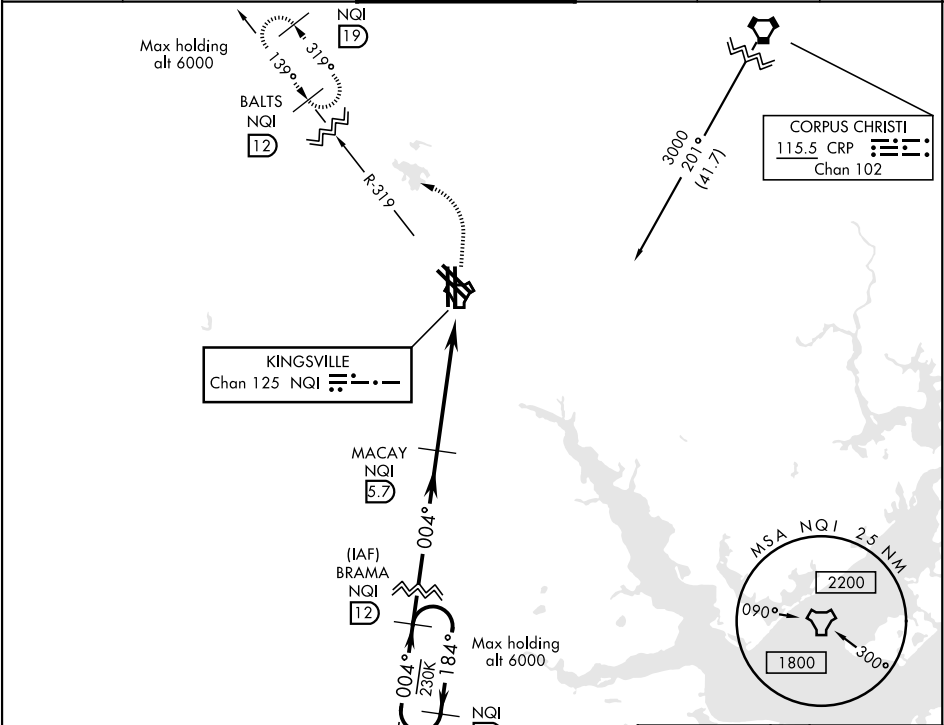 NQI
19
Max holding
alt 6000
319°
139°
BALTS
NQI
12
R-319
3000
201°
(41.7)
CORPUS CHRISTI
115.5 CRP
Chan 102
KINGSVILLE
Chan 125 NQI
MACAY
NQI
5.7
004°
(IAF)
BRAMA
NQI
12
004°
230K
184°
Max holding
alt 6000
NQI
MSA NQI 25 NM
2200
090°
1800
300°